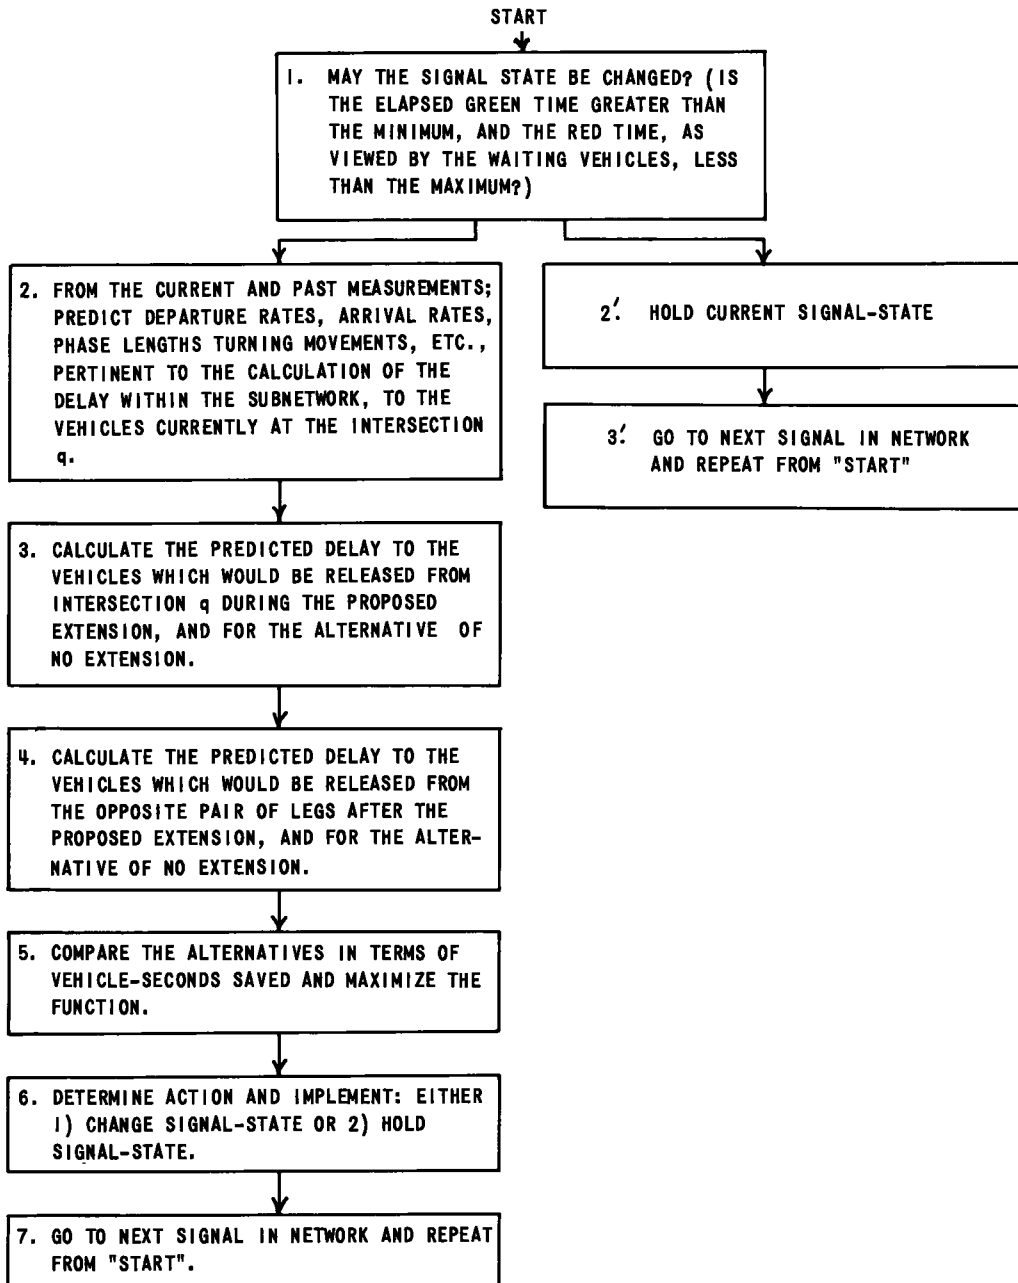 START
1. MAY THE SIGNAL STATE BE CHANGED? (IS
THE ELAPSED GREEN TIME GREATER THAN
THE MINIMUM, AND THE RED TIME, AS
VIEWED BY THE WAITING VEHICLES, LESS
THAN THE MAXIMUM?)
2. FROM THE CURRENT AND PAST MEASUREMENTS;
PREDICT DEPARTURE RATES, ARRIVAL RATES,
PHASE LENGTHS TURNING MOVEMENTS, ETC.,
PERTINENT TO THE CALCULATION OF THE
DELAY WITHIN THE SUBNETWORK, TO THE
VEHICLES CURRENTLY AT THE INTERSECTION
q.
3. CALCULATE THE PREDICTED DELAY TO THE
VEHICLES WHICH WOULD BE RELEASED FROM
INTERSECTION q DURING THE PROPOSED
EXTENSION, AND FOR THE ALTERNATIVE OF
NO EXTENSION.
4. CALCULATE THE PREDICTED DELAY TO THE
VEHICLES WHICH WOULD BE RELEASED FROM
THE OPPOSITE PAIR OF LEGS AFTER THE
PROPOSED EXTENSION, AND FOR THE ALTER-
NATIVE OF NO EXTENSION.
5. COMPARE THE ALTERNATIVES IN TERMS OF
VEHICLE-SECONDS SAVED AND MAXIMIZE THE
FUNCTION.
6. DETERMINE ACTION AND IMPLEMENT: EITHER
1) CHANGE SIGNAL-STATE OR 2) HOLD
SIGNAL-STATE.
7. GO TO NEXT SIGNAL IN NETWORK AND REPEAT
FROM "START".
2'. HOLD CURRENT SIGNAL-STATE
3'. GO TO NEXT SIGNAL IN NETWORK
AND REPEAT FROM "START"